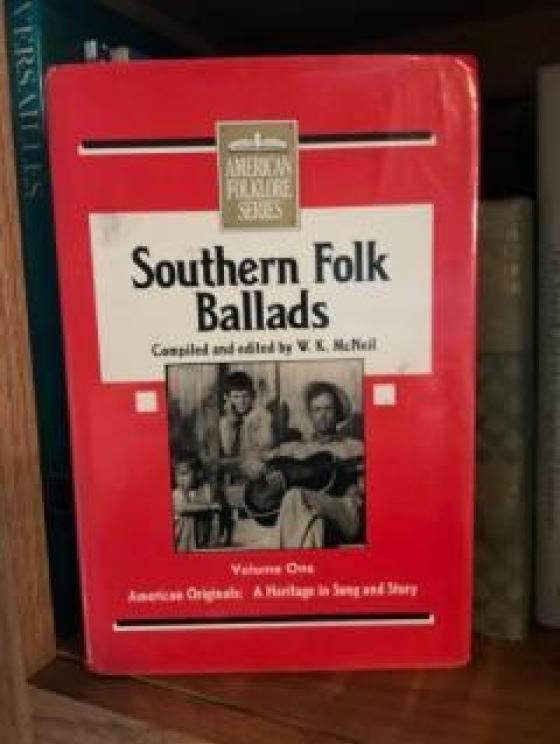 VERSAILLES
AMERICAN
FOLKLORE
SERIES
Southern Folk
Ballads
Compiled and edited by W. K. McNeil
Volume One
American Originals: A Heritage in Song and Story